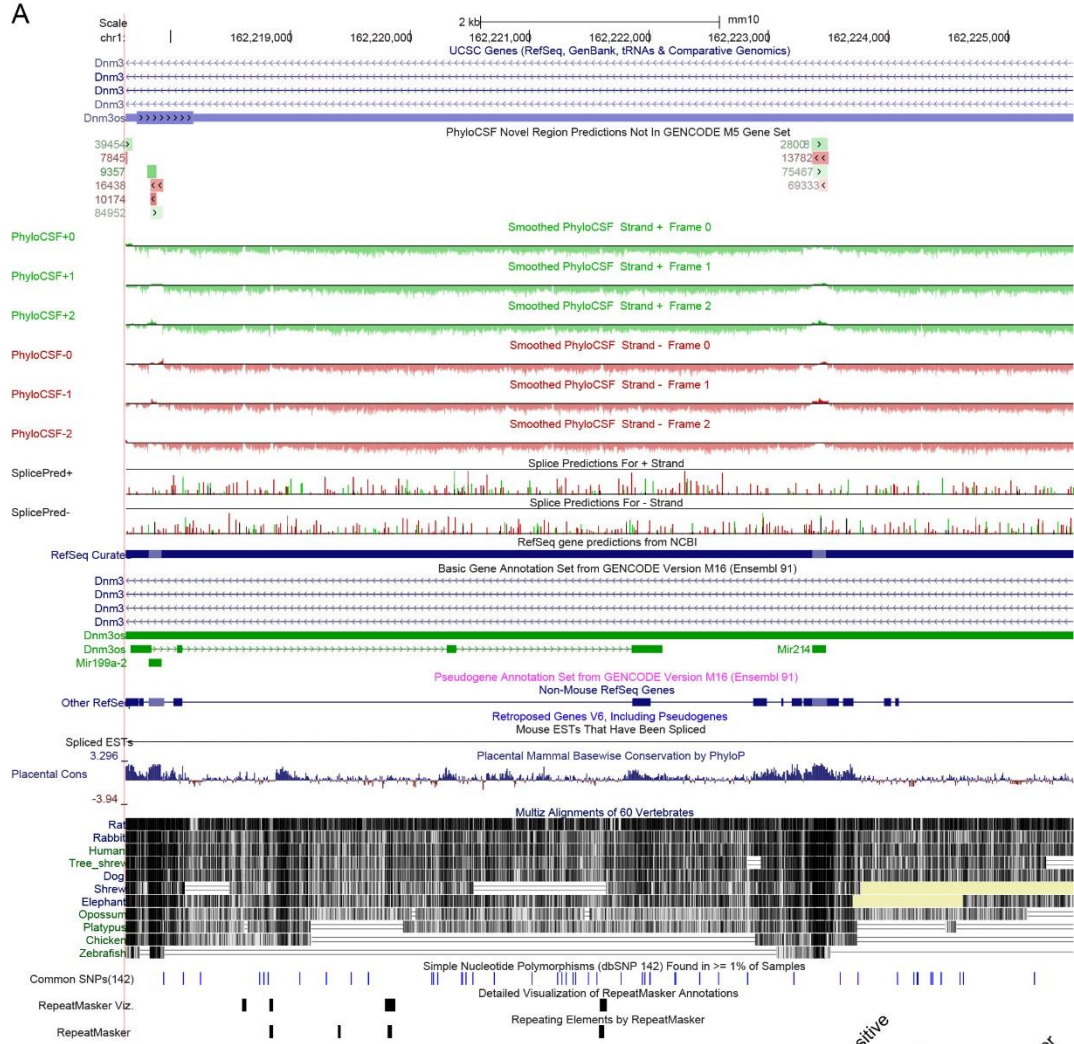 A
Scale 2 kb mm10
chr1: 162,219,000 162,220,000 162,221,000 162,222,000 162,223,000 162,224,000 162,225,000
UCSC Genes (RefSeq, GenBank, tRNAs & Comparative Genomics)
Dnm3
Dnm3
Dnm3
Dnm3
Dnm3os
PhyloCSF Novel Region Predictions Not In GENCODE M5 Gene Set
39454 28008
7845 13782
9357 75467
16438 69333
10174
84952
Smoothed PhyloCSF Strand + Frame 0
PhyloCSF+0
Smoothed PhyloCSF Strand + Frame 1
PhyloCSF+1
Smoothed PhyloCSF Strand + Frame 2
PhyloCSF+2
Smoothed PhyloCSF Strand - Frame 0
PhyloCSF-0
Smoothed PhyloCSF Strand - Frame 1
PhyloCSF-1
Smoothed PhyloCSF Strand - Frame 2
PhyloCSF-2
Splice Predictions For + Strand
SplicePred+
Splice Predictions For - Strand
SplicePred-
RefSeq gene predictions from NCBI
RefSeq Curate
Basic Gene Annotation Set from GENCODE Version M16 (Ensembl 91)
Dnm3
Dnm3
Dnm3
Dnm3
Dnm3os
Dnm3os Mir214
Mir199a-2
Pseudogene Annotation Set from GENCODE Version M16 (Ensembl 91)
Non-Mouse RefSeq Genes
Other RefSe
Retroposed Genes V6, Including Pseudogenes
Mouse ESTs That Have Been Spliced
Spliced ESTs
3.296
Placental Mammal Basewise Conservation by PhyloP
Placental Cons
-3.94
Multiz Alignments of 60 Vertebrates
Rat
Rabbit
Human
Tree_shrew
Dog
Shrew
Elephant
Opossum
Platypus
Chicken
Zebrafish
Simple Nucleotide Polymorphisms (dbSNP 142) Found in >= 1% of Samples
Common SNPs(142)
Detailed Visualization of RepeatMasker Annotations
RepeatMasker Viz.
Repeating Elements by RepeatMasker
RepeatMasker
sitive